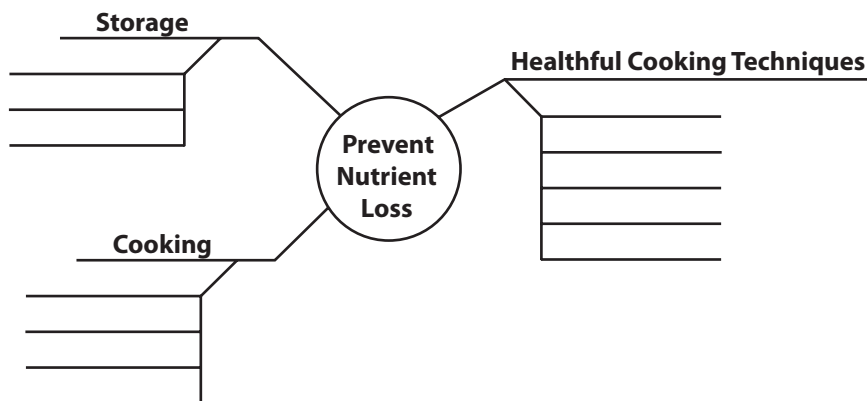 Storage
Healthful Cooking Techniques
Prevent
Nutrient
Loss
Cooking